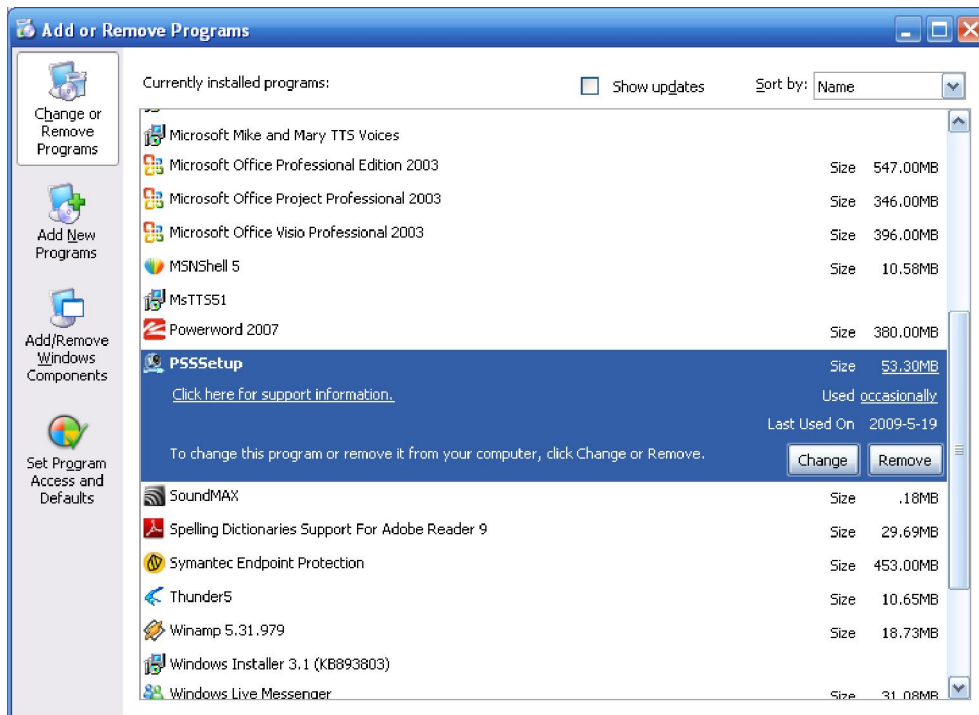 Add or Remove Programs
Change or
Remove
Programs
Add New
Programs
Add/Remove
Windows
Components
Set Program
Access and
Defaults
Currently installed programs:
Show updates
Sort by: Name
Microsoft Mike and Mary TTS Voices
Microsoft Office Professional Edition 2003 Size 547.00MB
Microsoft Office Project Professional 2003 Size 346.00MB
Microsoft Office Visio Professional 2003 Size 396.00MB
MSNShell 5 Size 10.58MB
MsTTS51
Powerword 2007 Size 380.00MB
PSSSetup Size 53.30MB
Click here for support information. Used occasionally
Last Used On 2009-5-19
To change this program or remove it from your computer, click Change or Remove. Change Remove
SoundMAX Size .18MB
Spelling Dictionaries Support For Adobe Reader 9 Size 29.69MB
Symantec Endpoint Protection Size 453.00MB
Thunder5 Size 10.65MB
Winamp 5.31.979 Size 18.73MB
Windows Installer 3.1 (KB893803)
Windows Live Messenger Size 31.08MB